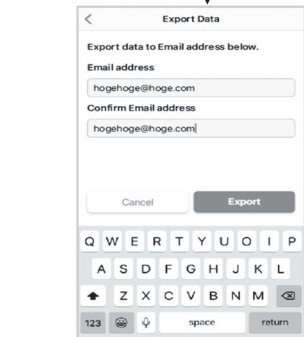 Export Data
Export data to Email address below.
Email address
hogehoge@hoge.com
Confirm Email address
hogehoge@hoge.com
Cancel Export
Q W E R T Y U O I P
A S D F G H J K L
Z X C V B N M
123 space return